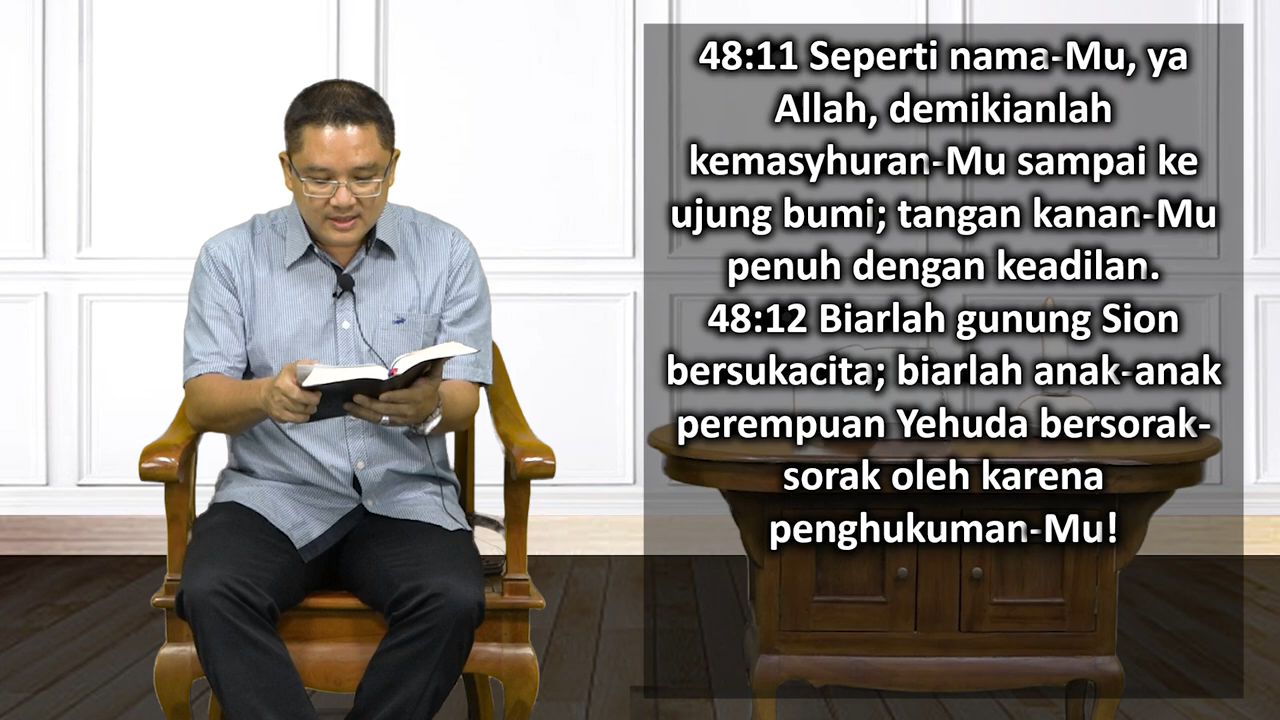 48:11 Seperti nama-Mu, ya
Allah, demikianlah
kemasyhuran-Mu sampai ke
ujung bumi; tangan kanan-Mu
penuh dengan keadilan.
48:12 Biarlah gunung Sion
bersukacita; biarlah anak-anak
perempuan Yehuda bersorak-
sorak oleh karena
penghukuman-Mu!